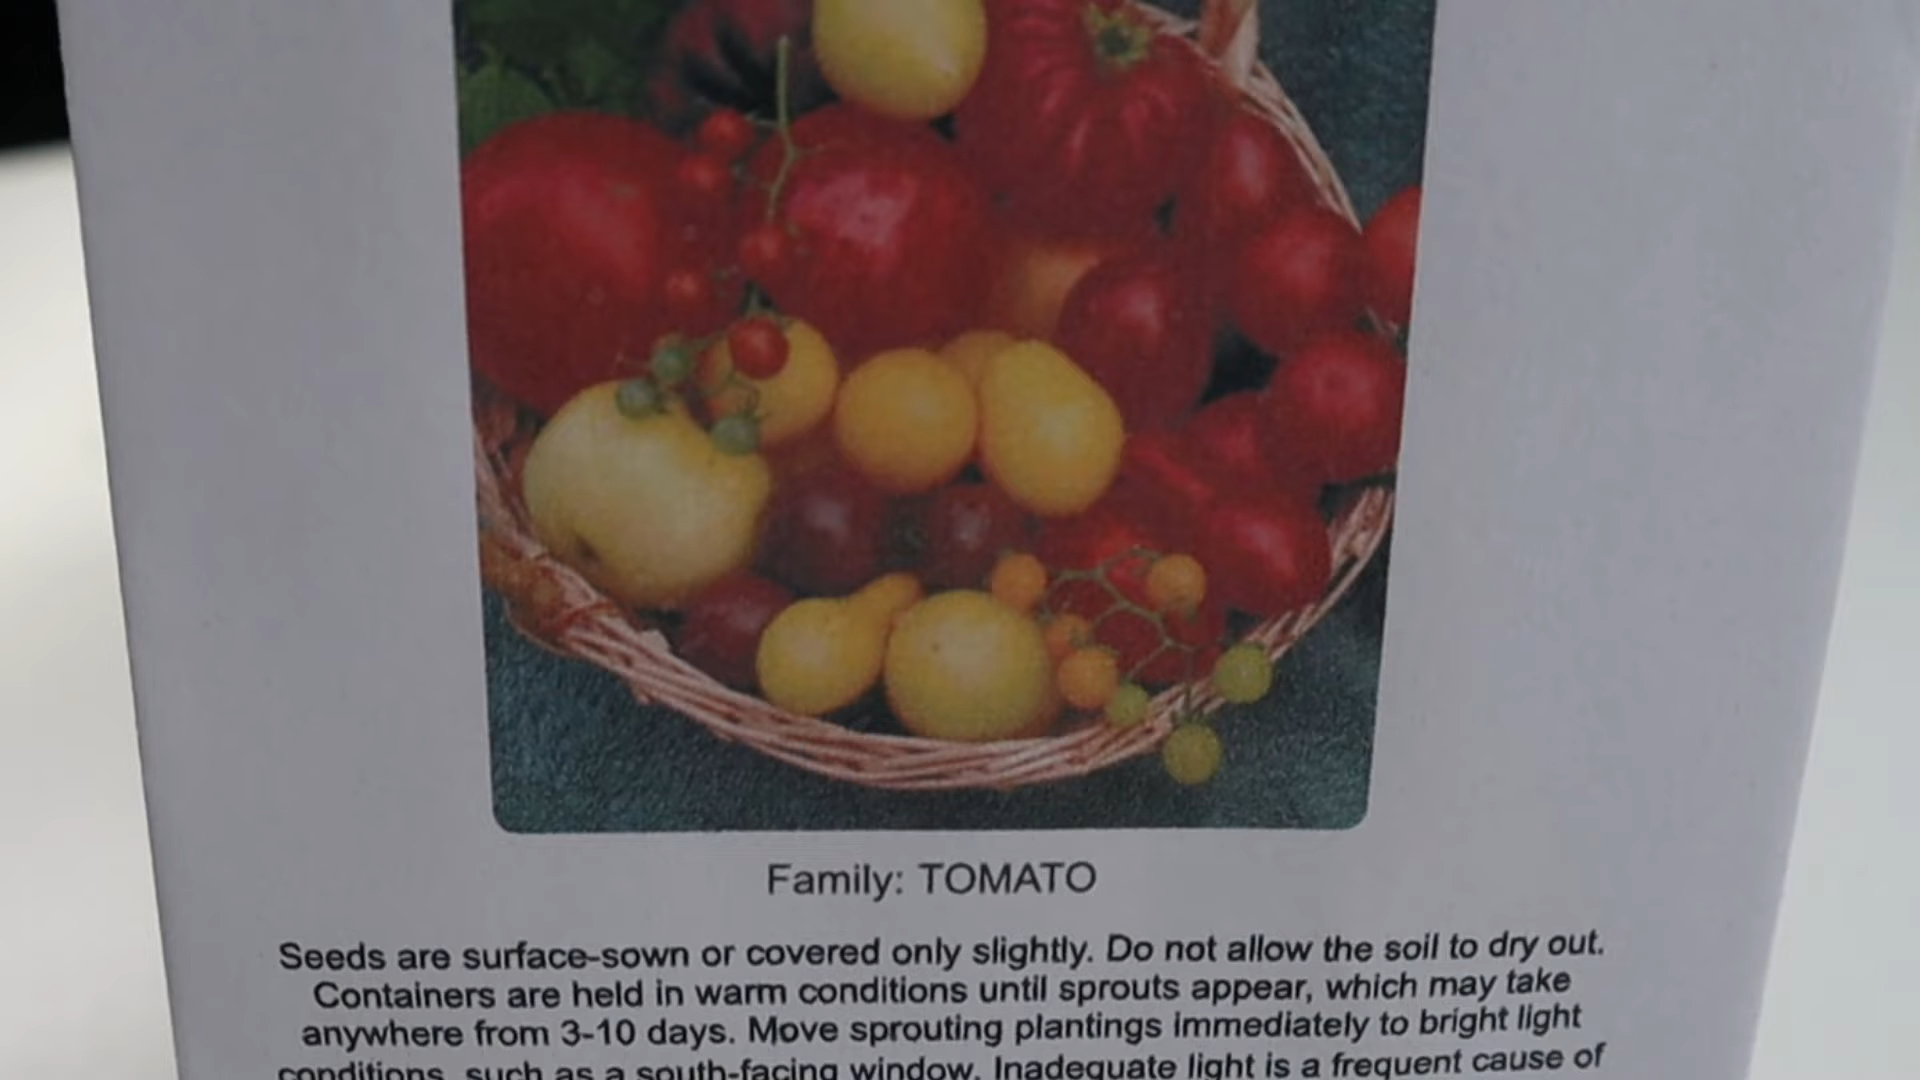 Family: TOMATO
Seeds are surface-sown or covered only slightly. Do not allow the soil to dry out.
Containers are held in warm conditions until sprouts appear, which may take
anywhere from 3-10 days. Move sprouting plantings immediately to bright light
conditions, such as a south-facing window. Inadequate light is a frequent cause of